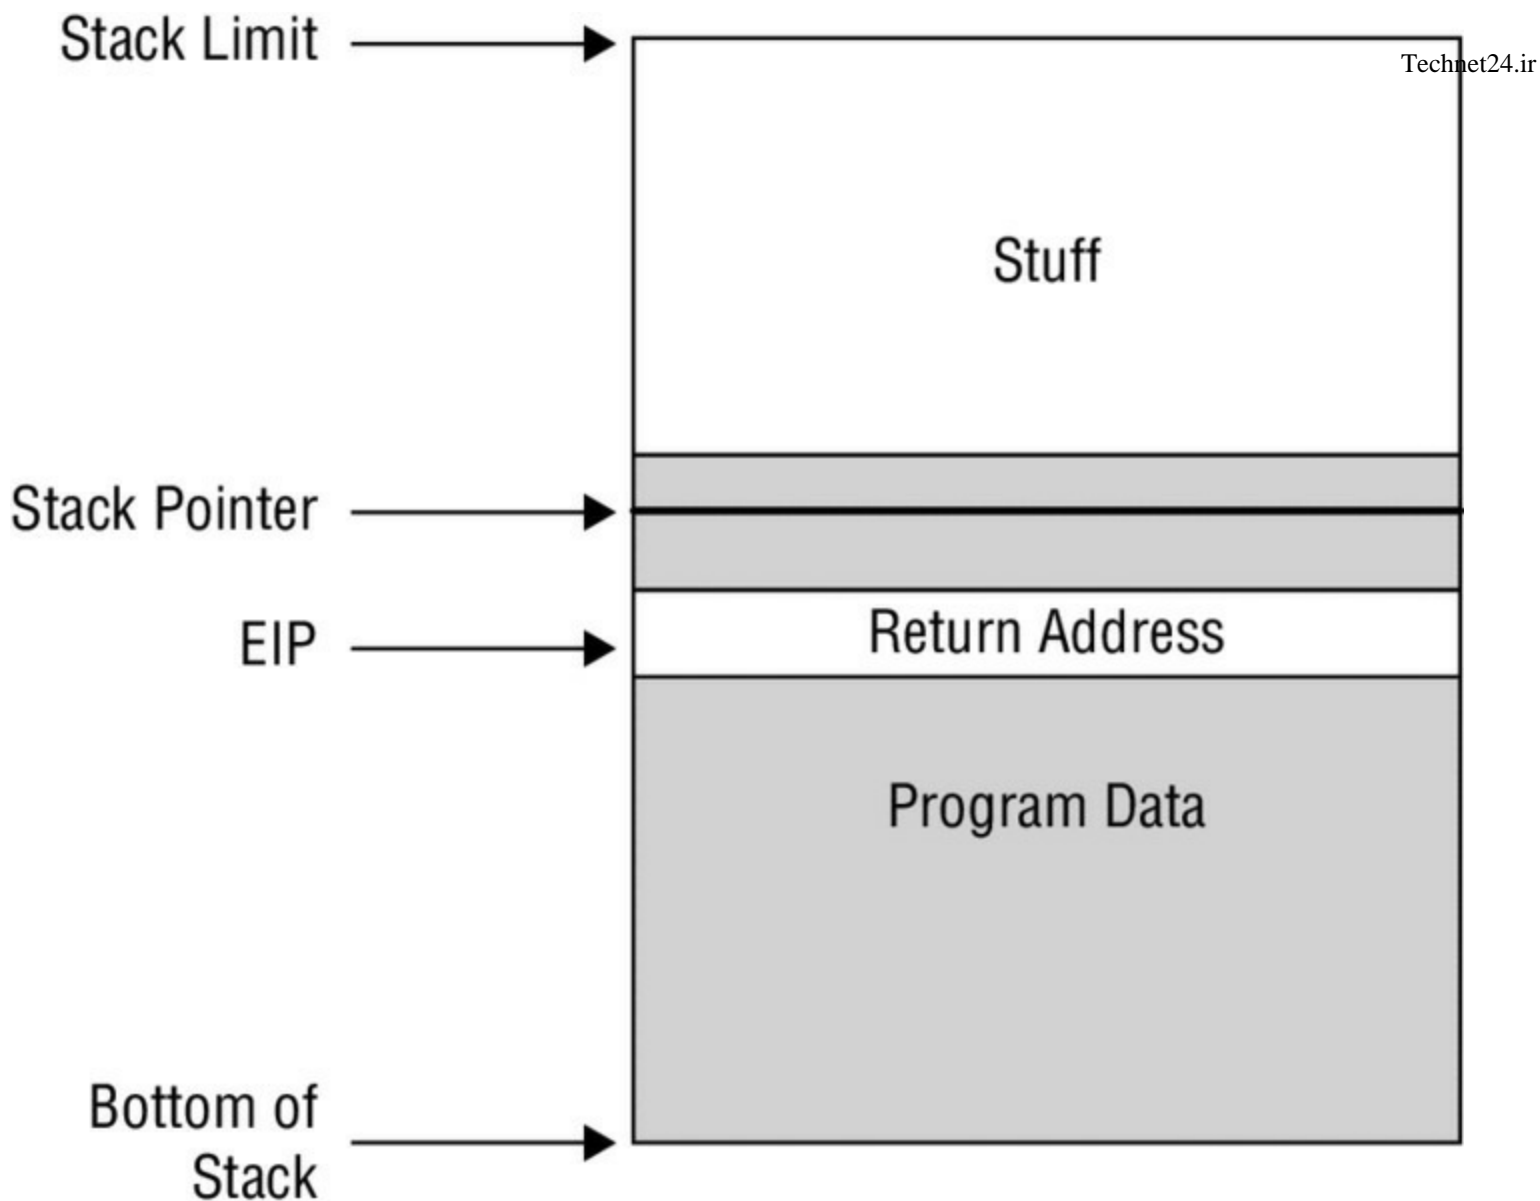 Stack Limit
Technet24.ir
Stuff
Stack Pointer
EIP
Return Address
Program Data
Bottom of
Stack